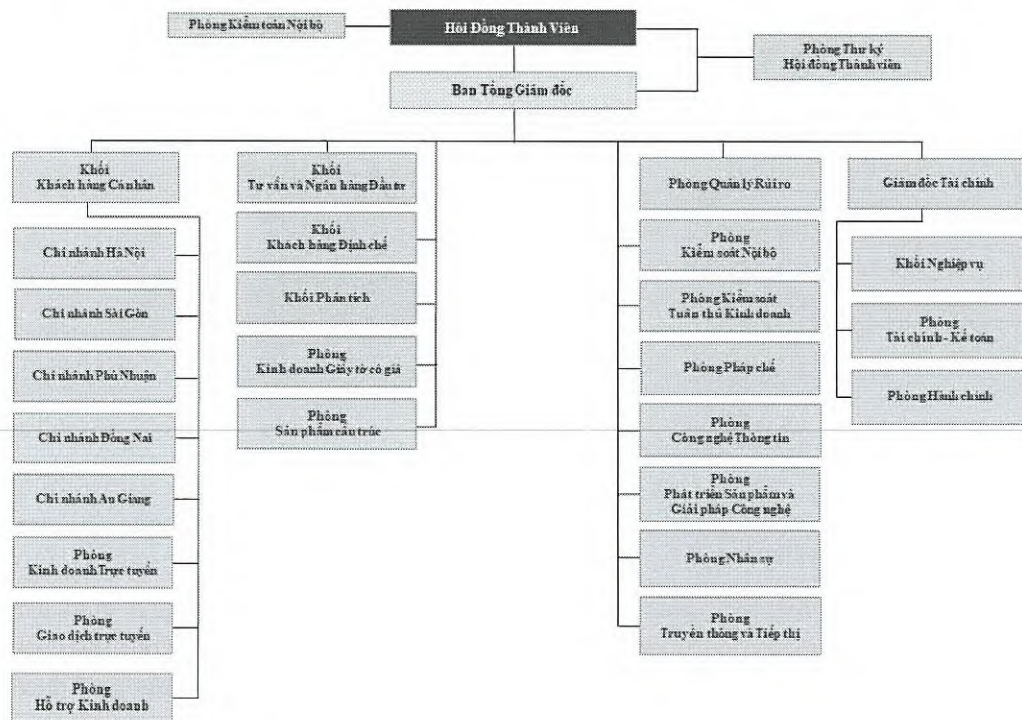 Phòng Kiểm toán Nội bộ
Hội Đồng Thành Viên
Phòng Thư ký
Hội đồng Thành viên
Ban Tổng Giám đốc
Khối
Khách hàng Cá nhân
Chi nhánh Hà Nội
Chi nhánh Sài Gòn
Chi nhánh Phú Nhuận
Chi nhánh Đồng Nai
Chi nhánh An Giang
Phòng
Kinh doanh Trực tuyến
Phòng
Giao dịch trực tuyến
Phòng
Hỗ trợ Kinh doanh
Khối
Tư vấn và Ngân hàng Đầu tư
Khối
Khách hàng Định chế
Khối Phân tích
Phòng
Kinh doanh Giấy tờ có giá
Phòng
Sản phẩm cấu trúc
Phòng Quản lý Rủi ro
Phòng
Kiểm soát Nội bộ
Phòng Kiểm soát
Tuân thủ Kinh doanh
Phòng Pháp chế
Phòng
Công nghệ Thông tin
Phòng
Phát triển Sản phẩm và
Giải pháp Công nghệ
Phòng Nhân sự
Phòng
Truyền thông và Tiếp thị
Giám đốc Tài chính
Khối Nghiệp vụ
Phòng
Tài chính - Kế toán
Phòng Hành chính